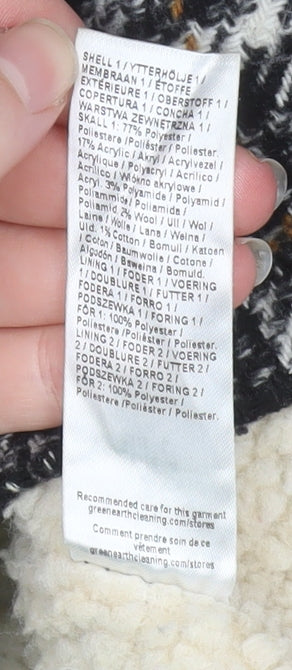 SHELL 1 / YTTERHÖLJE 1 /
MEMBRAAN 1 / ÉTOFFE
EXTÉRIEURE 1 / OBERSTOFF 1 /
COPERTURA 1 / CONCHA 1 /
WARSTWA ZEWNĘTRZNA 1 /
SKALL 1: 77% Polyester /
Poliestere /Poliéster / Poliester.
17% Acrylic / Akryl / Acrylvezel /
Acrylique / Polyacryl / Acrilico /
Acrílico / Włókno akrylowe /
Acryl. 3% Polyamide / Polyamid /
Poliammide / Poliamida /
Poliamid. 2% Wool / Ull / Wol /
Laine / Wolle / Lana / Wełna /
Uld. 1% Cotton / Bomull / Katoen
/ Coton / Baumwolle / Cotone /
Algodón / Bawełna / Bomuld.
LINING 1 / FODER 1 / VOERING
1 / DOUBLURE 1 / FUTTER 1 /
FODERA 1 / FORRO 1 /
PODSZEWKA 1 / FORING 1 /
FÓR 1: 100% Polyester /
Poliestere /Poliéster / Poliester.
LINING 2 / FODER 2 / VOERING
2 / DOUBLURE 2 / FUTTER 2 /
FODERA 2 / FORRO 2 /
PODSZEWKA 2 / FORING 2 /
FÓR 2: 100% Polyester /
Poliestere /Poliéster / Poliester.
Recommended care for this garment
greenearthcleaning.com/stores
Comment prendre soin de ce
vêtement
greenearthcleaning.com/stores